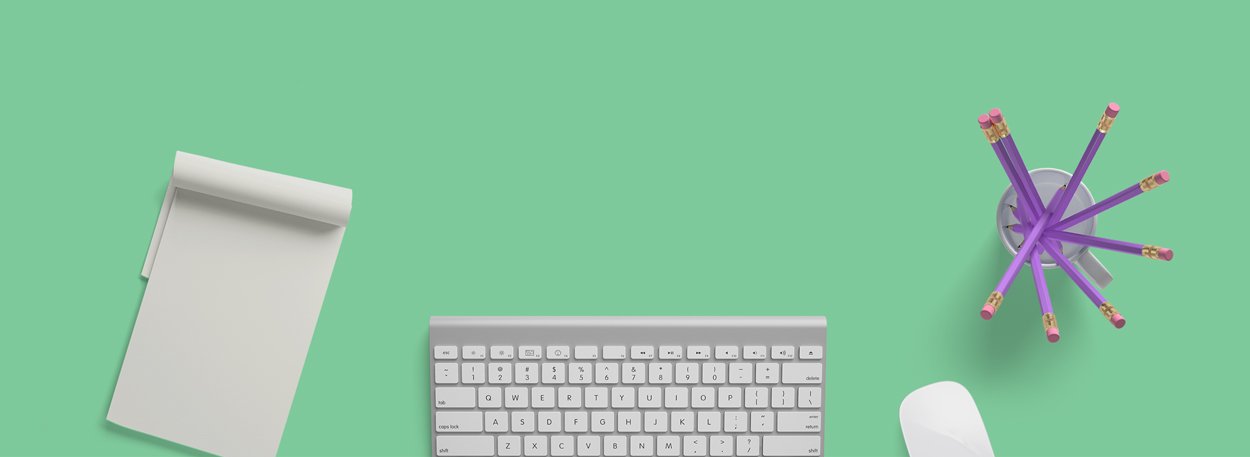 esc
~ ! @ # $ % ^ & * ( ) - +
` 1 2 3 4 5 6 7 8 9 0 - = delete
tab Q W E R T Y U I O P { } |
[ ] \
caps lock A S D F G H J K L : " enter
; ' return
shift Z X C V B N M < > ? shift
, . /